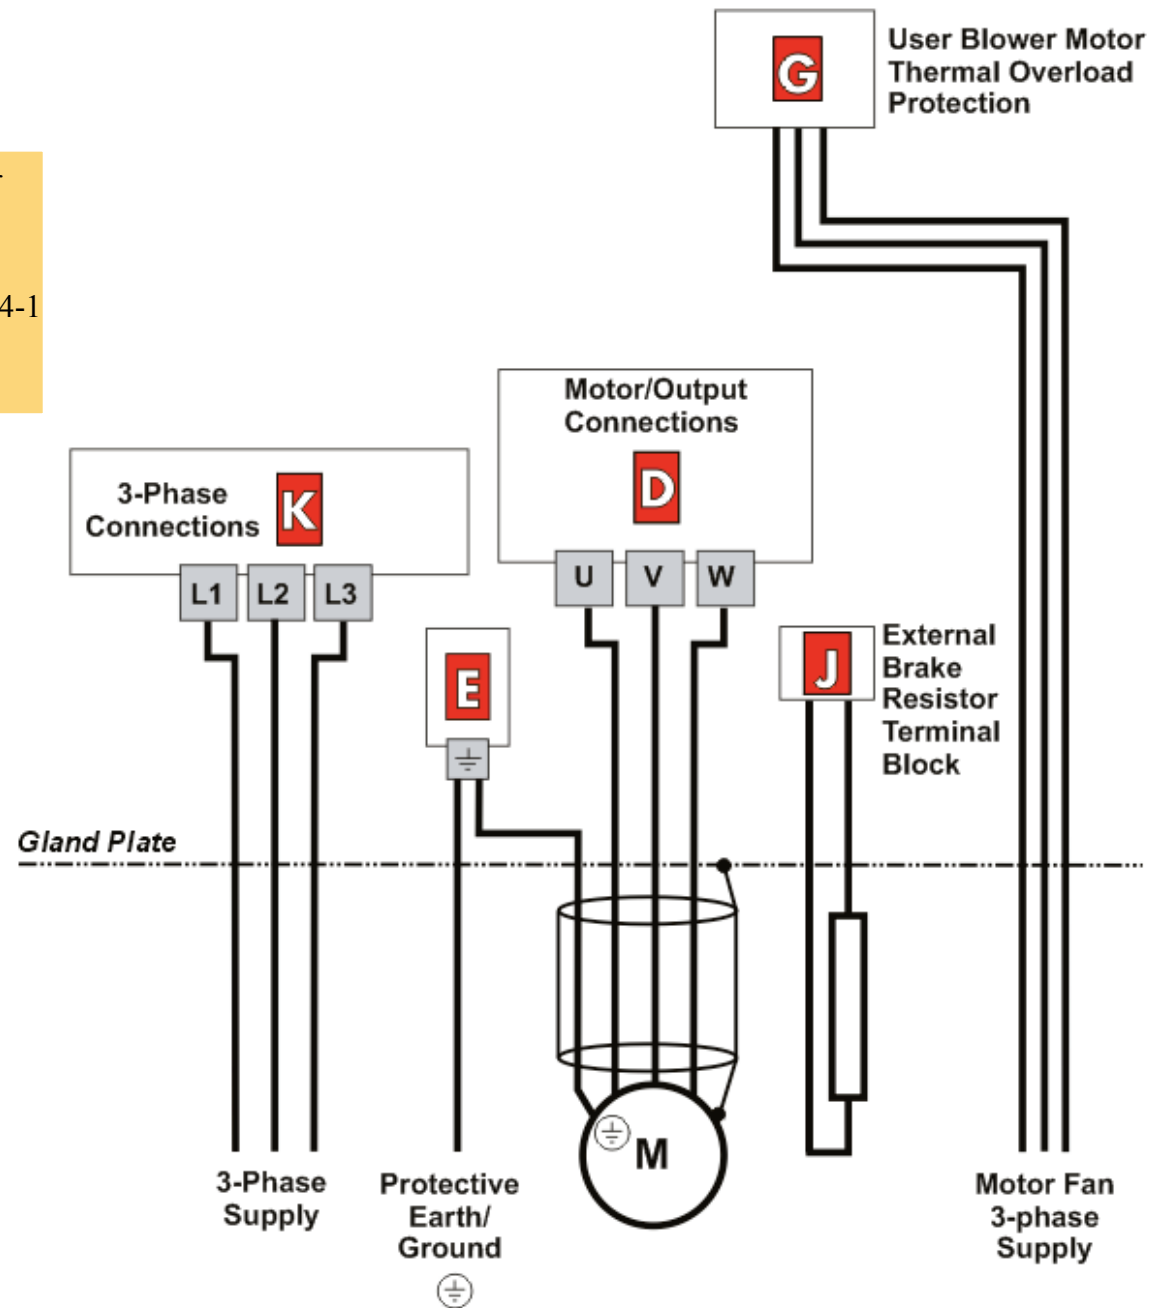 G
User Blower Motor
Thermal Overload
Protection
4-1
Motor/Output
Connections
D
U V W
3-Phase
Connections
K
L1 L2 L3
E
J
External
Brake
Resistor
Terminal
Block
Gland Plate
M
3-Phase
Supply
Protective
Earth/
Ground
Motor Fan
3-phase
Supply